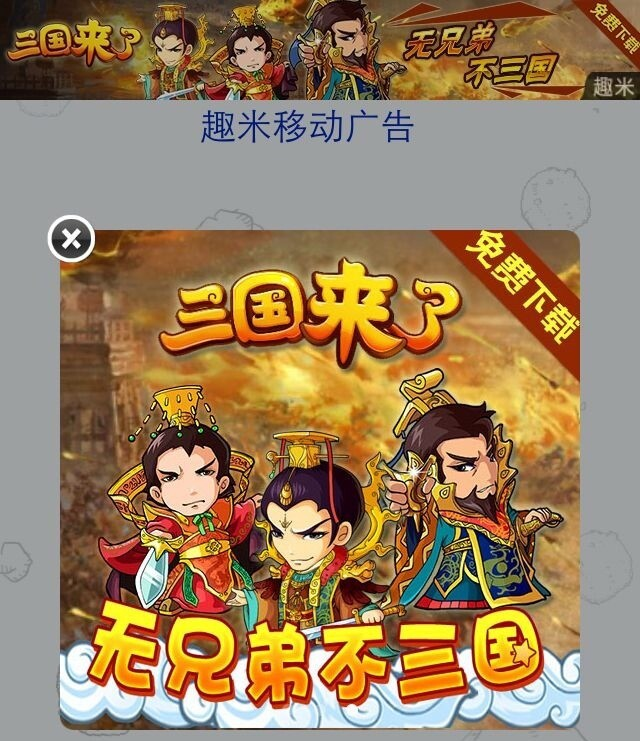 三国来了
无兄弟
不三国
免费下载
趣米
趣米移动广告
免费下载
三国来了
无兄弟不三国